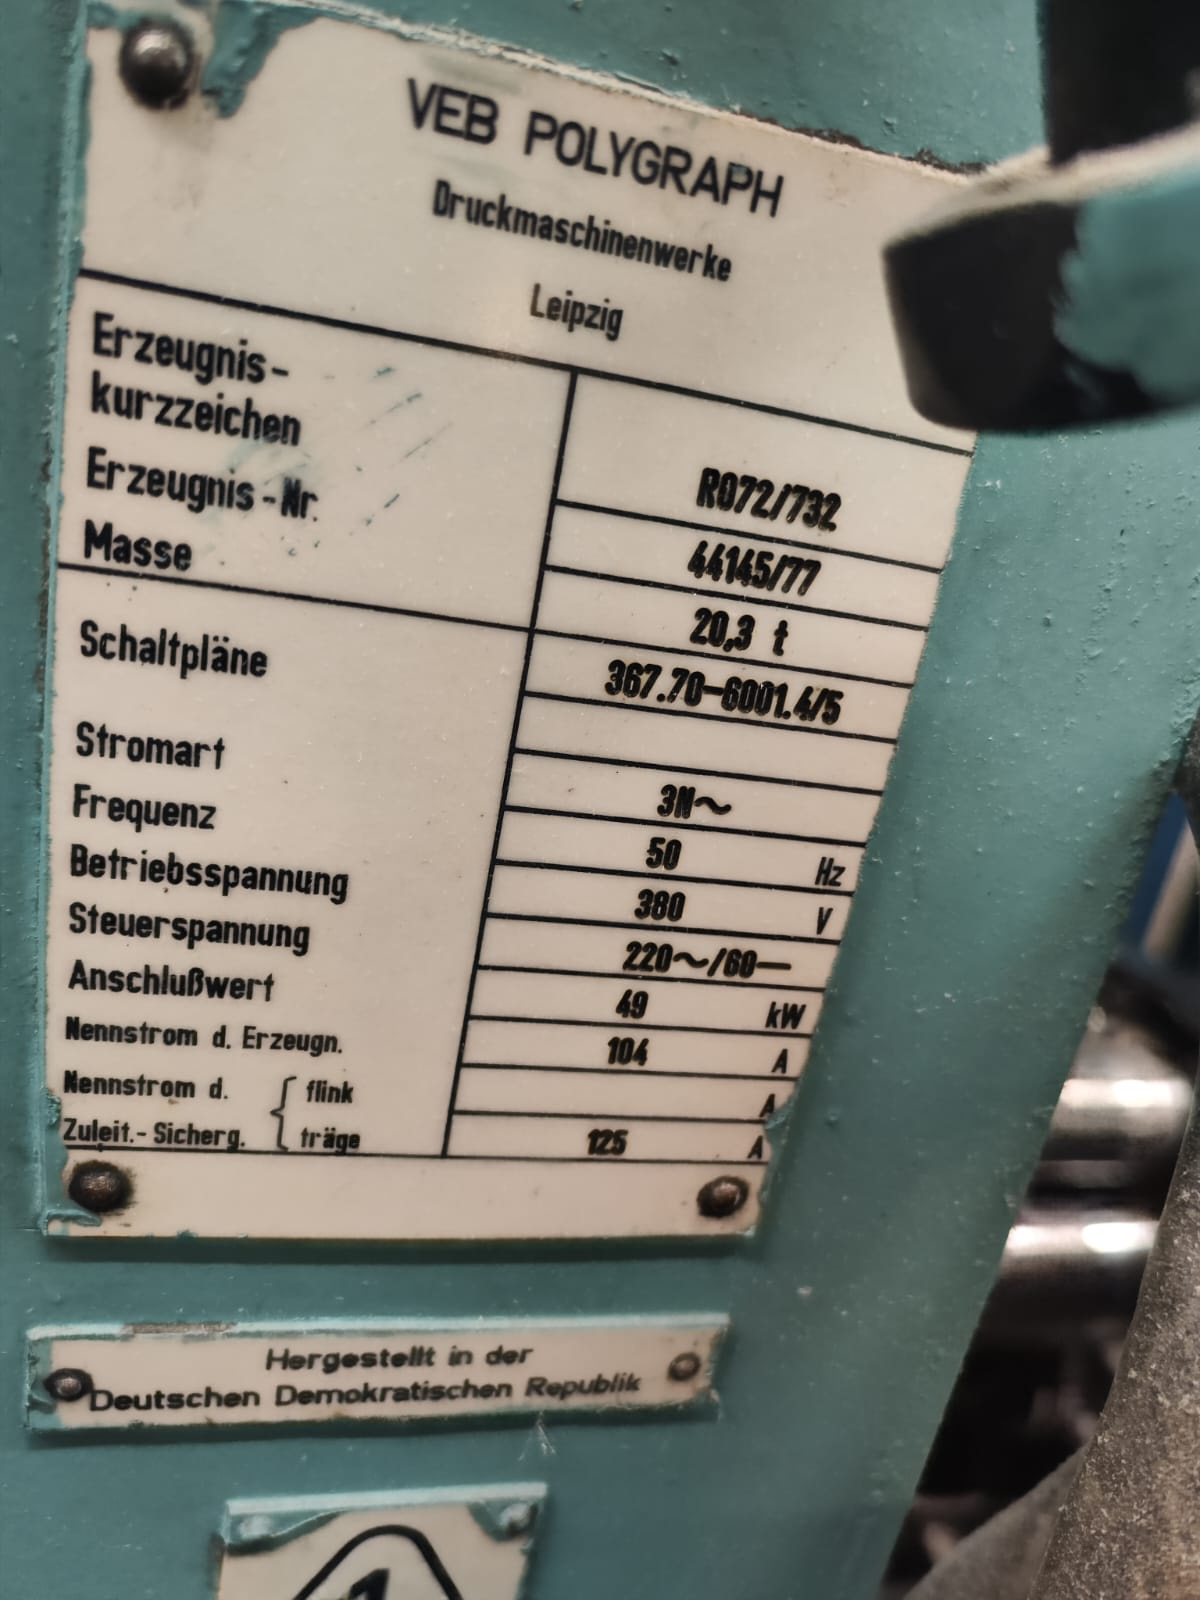 VEB POLYGRAPH
Druckmaschinenwerke
Leipzig
Erzeugnis-
kurzzeichen R072/732
Erzeugnis-Nr. 44145/77
Masse 20,3 t
Schaltpläne 367.70-6001.4/5
Stromart 3N~
Frequenz 50 Hz
Betriebsspannung 380 V
Steuerspannung 220~/60—
Anschlußwert 49 kW
Nennstrom d. Erzeugn. 104 A
Nennstrom d. { flink A
Zuleit.- Sicherg. träge 125 A
Hergestellt in der
Deutschen Demokratischen Republik